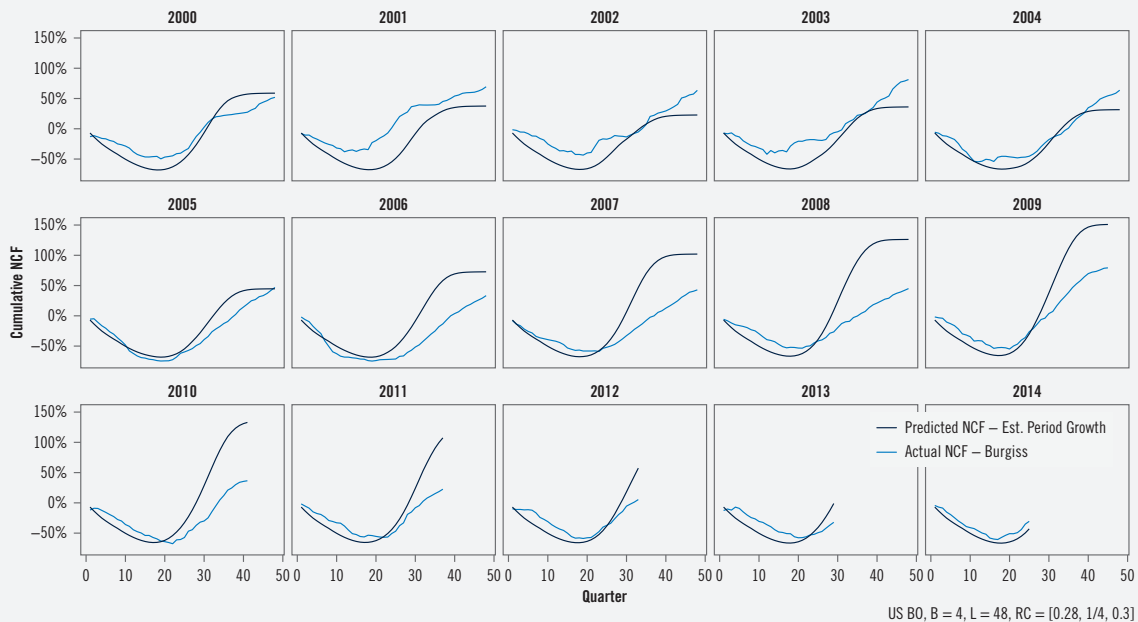 2000 2001 2002 2003 2004
150%
100%
50%
0%
−50%
2005 2006 2007 2008 2009
150%
100%
50%
0%
−50%
Cumulative NCF
2010 2011 2012 2013 2014
150%
100%
50%
0%
−50%
Predicted NCF – Est. Period Growth
Actual NCF – Burgiss
0 10 20 30 40 50 0 10 20 30 40 50 0 10 20 30 40 50 0 10 20 30 40 50 0 10 20 30 40 50
Quarter
US BO, B = 4, L = 48, RC = [0.28, 1/4, 0.3]